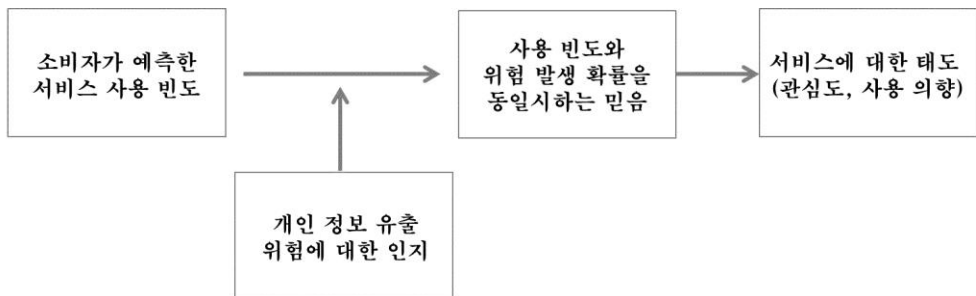 소비자가 예측한
서비스 사용 빈도
사용 빈도와
위험 발생 확률을
동일시하는 믿음
서비스에 대한 태도
(관심도, 사용 의향)
개인 정보 유출
위험에 대한 인지